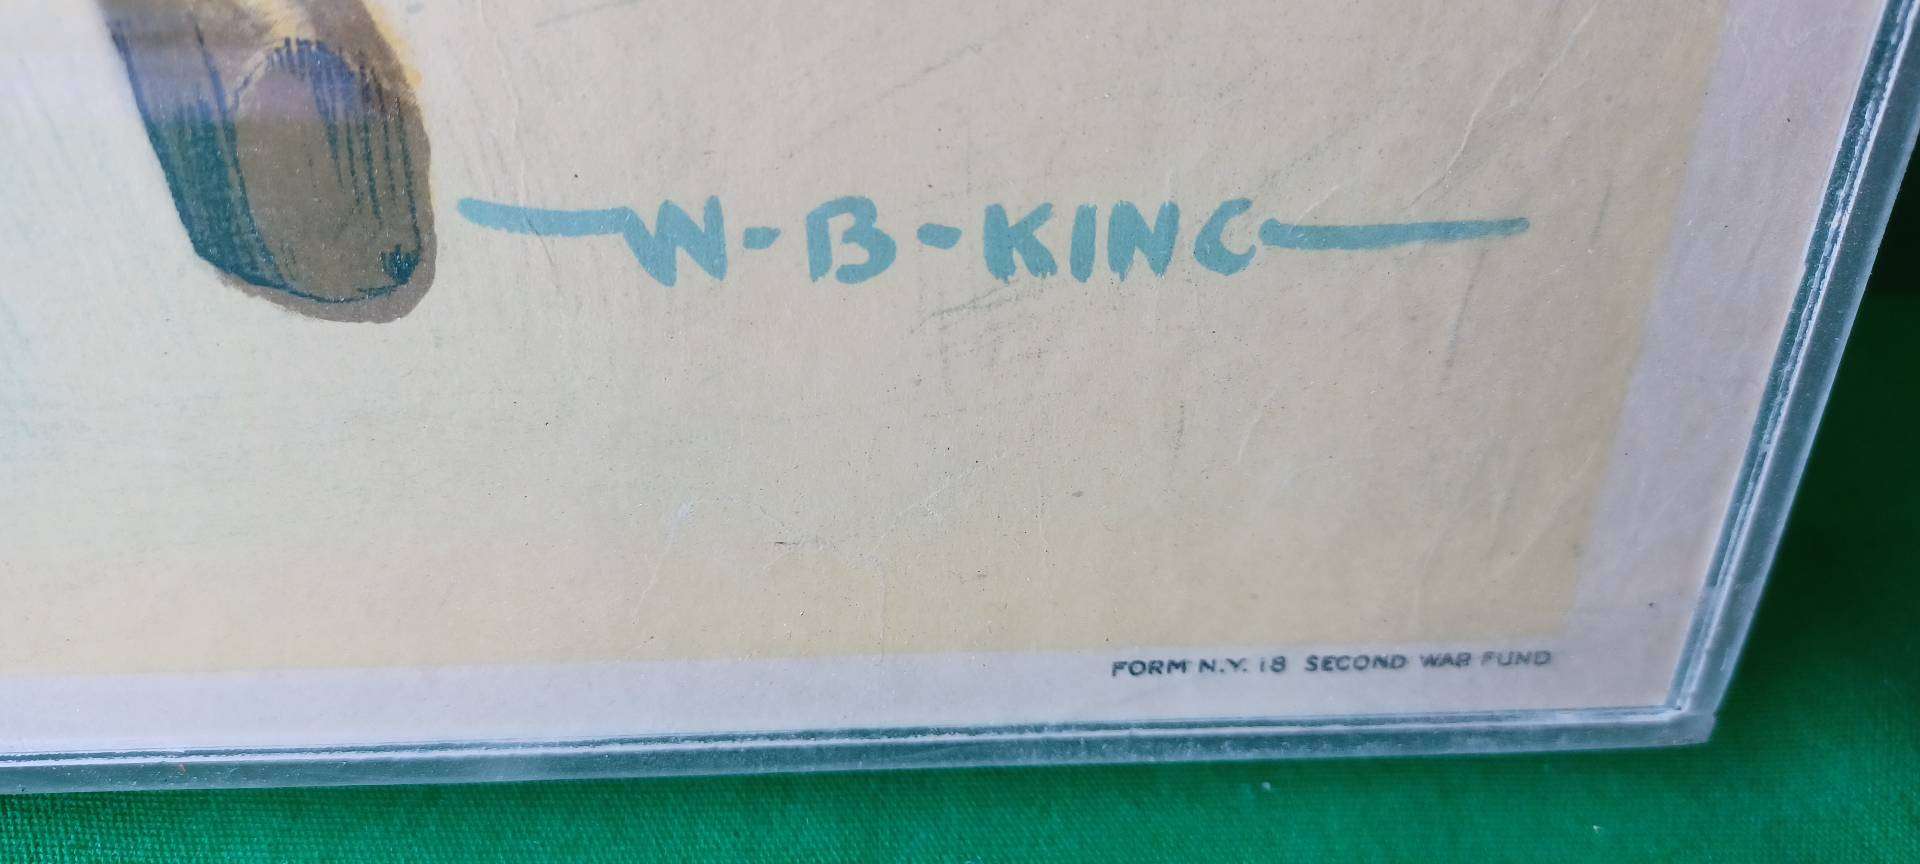 W-B-KING
FORM N.Y. 18 SECOND WAR FUND